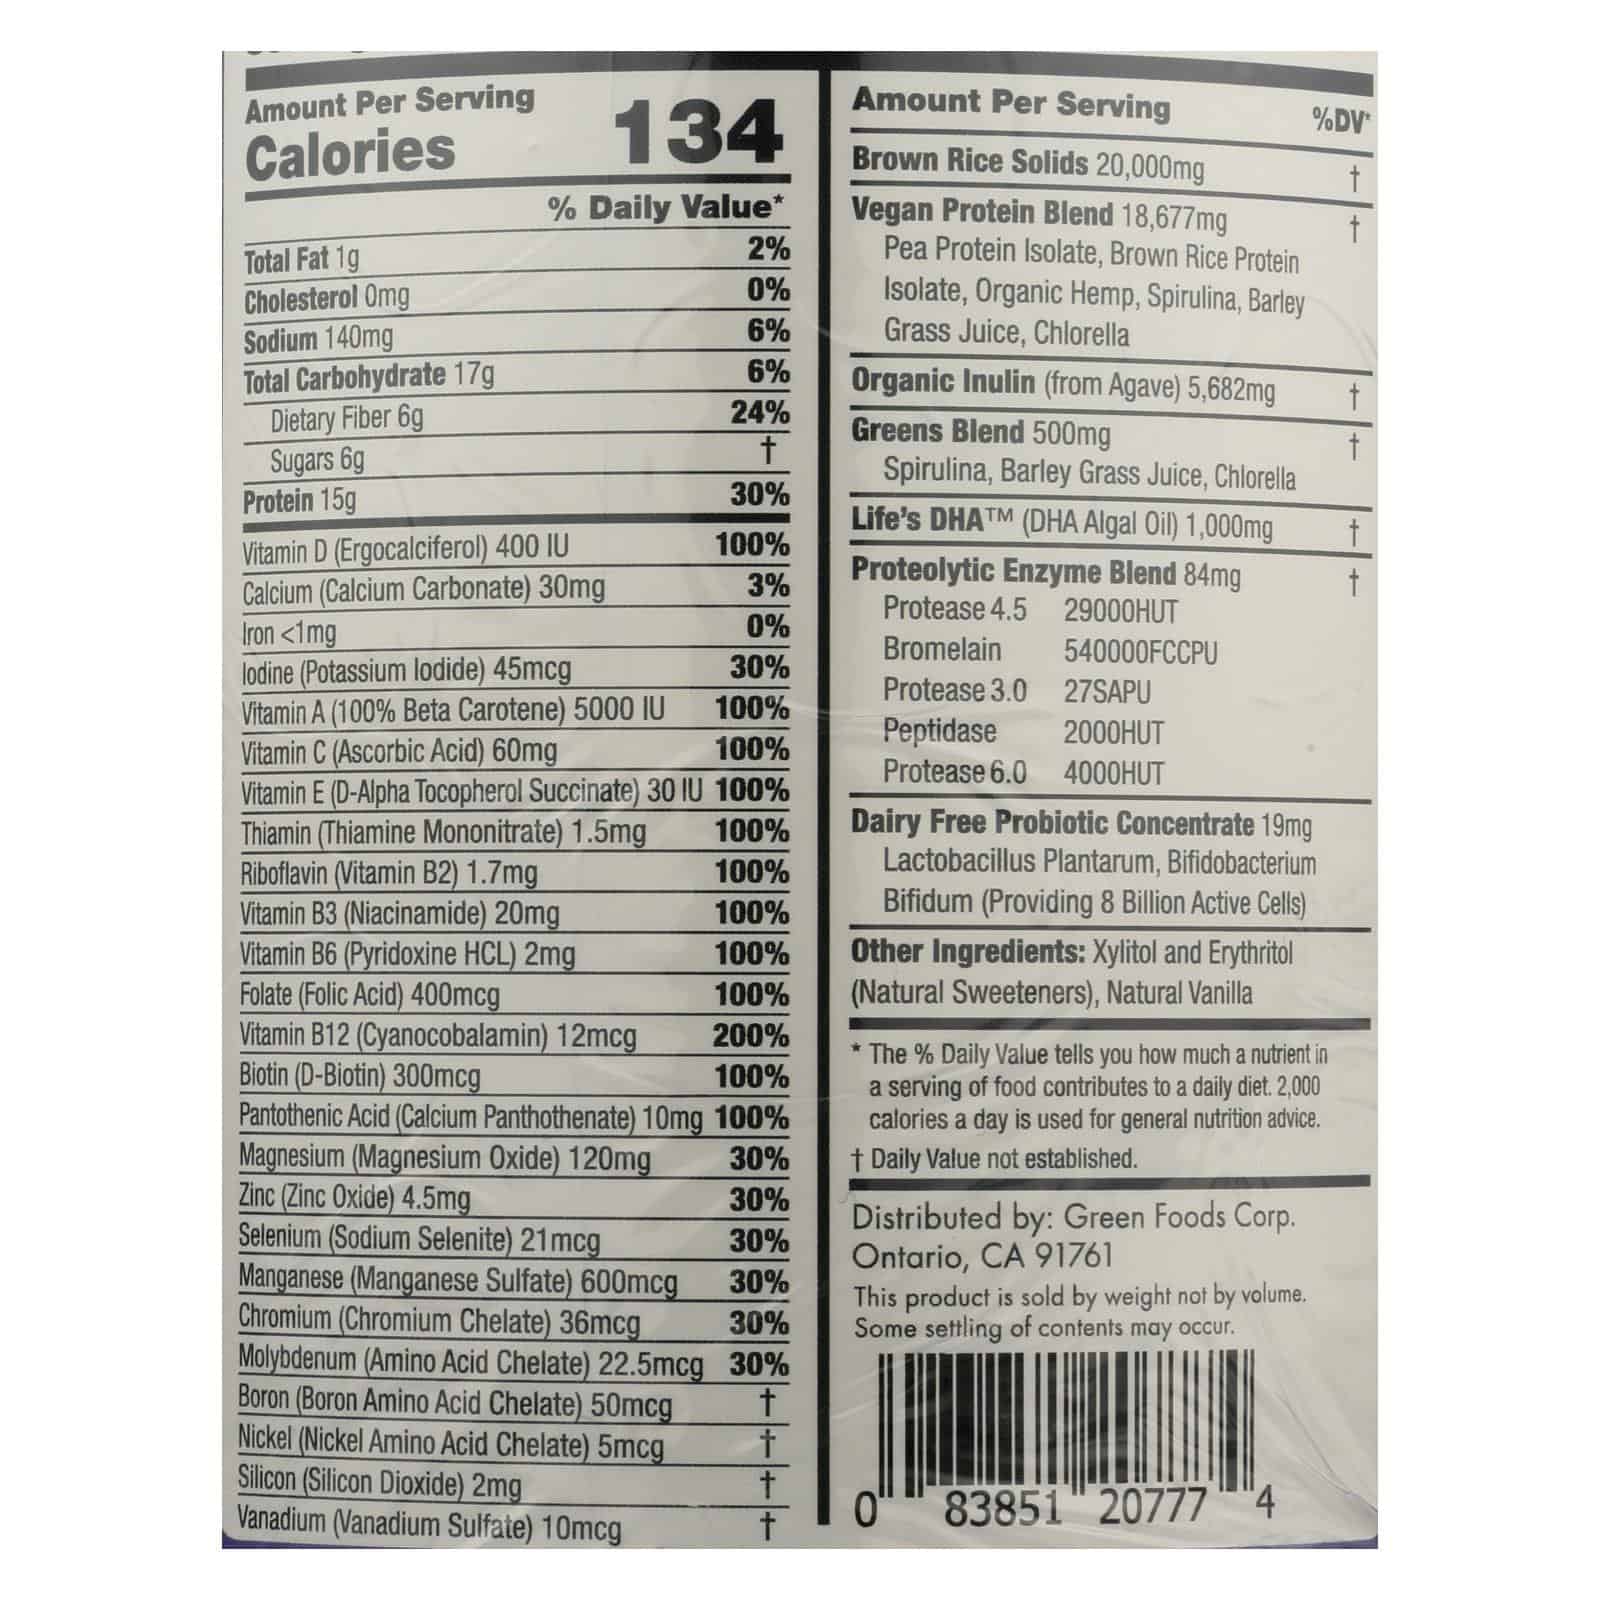 Amount Per Serving
Calories 134
% Daily Value*
Total Fat 1g 2%
Cholesterol 0mg 0%
Sodium 140mg 6%
Total Carbohydrate 17g 6%
Dietary Fiber 6g 24%
Sugars 6g †
Protein 15g 30%
Vitamin D (Ergocalciferol) 400 IU 100%
Calcium (Calcium Carbonate) 30mg 3%
Iron <1mg 0%
Iodine (Potassium Iodide) 45mcg 30%
Vitamin A (100% Beta Carotene) 5000 IU 100%
Vitamin C (Ascorbic Acid) 60mg 100%
Vitamin E (D-Alpha Tocopherol Succinate) 30 IU 100%
Thiamin (Thiamine Mononitrate) 1.5mg 100%
Riboflavin (Vitamin B2) 1.7mg 100%
Vitamin B3 (Niacinamide) 20mg 100%
Vitamin B6 (Pyridoxine HCL) 2mg 100%
Folate (Folic Acid) 400mcg 100%
Vitamin B12 (Cyanocobalamin) 12mcg 200%
Biotin (D-Biotin) 300mcg 100%
Pantothenic Acid (Calcium Panthothenate) 10mg 100%
Magnesium (Magnesium Oxide) 120mg 30%
Zinc (Zinc Oxide) 4.5mg 30%
Selenium (Sodium Selenite) 21mcg 30%
Manganese (Manganese Sulfate) 600mcg 30%
Chromium (Chromium Chelate) 36mcg 30%
Molybdenum (Amino Acid Chelate) 22.5mcg 30%
Boron (Boron Amino Acid Chelate) 50mcg †
Nickel (Nickel Amino Acid Chelate) 5mcg †
Silicon (Silicon Dioxide) 2mg †
Vanadium (Vanadium Sulfate) 10mcg †
Amount Per Serving %DV*
Brown Rice Solids 20,000mg †
Vegan Protein Blend 18,677mg †
Pea Protein Isolate, Brown Rice Protein
Isolate, Organic Hemp, Spirulina, Barley
Grass Juice, Chlorella
Organic Inulin (from Agave) 5,682mg †
Greens Blend 500mg †
Spirulina, Barley Grass Juice, Chlorella
Life's DHA™ (DHA Algal Oil) 1,000mg †
Proteolytic Enzyme Blend 84mg †
Protease 4.5 29000HUT
Bromelain 540000FCCPU
Protease 3.0 27SAPU
Peptidase 2000HUT
Protease 6.0 4000HUT
Dairy Free Probiotic Concentrate 19mg
Lactobacillus Plantarum, Bifidobacterium
Bifidum (Providing 8 Billion Active Cells)
Other Ingredients: Xylitol and Erythritol
(Natural Sweeteners), Natural Vanilla
* The % Daily Value tells you how much a nutrient in
a serving of food contributes to a daily diet. 2,000
calories a day is used for general nutrition advice.
† Daily Value not established.
Distributed by: Green Foods Corp.
Ontario, CA 91761
This product is sold by weight not by volume.
Some settling of contents may occur.
0 83851 20777 4